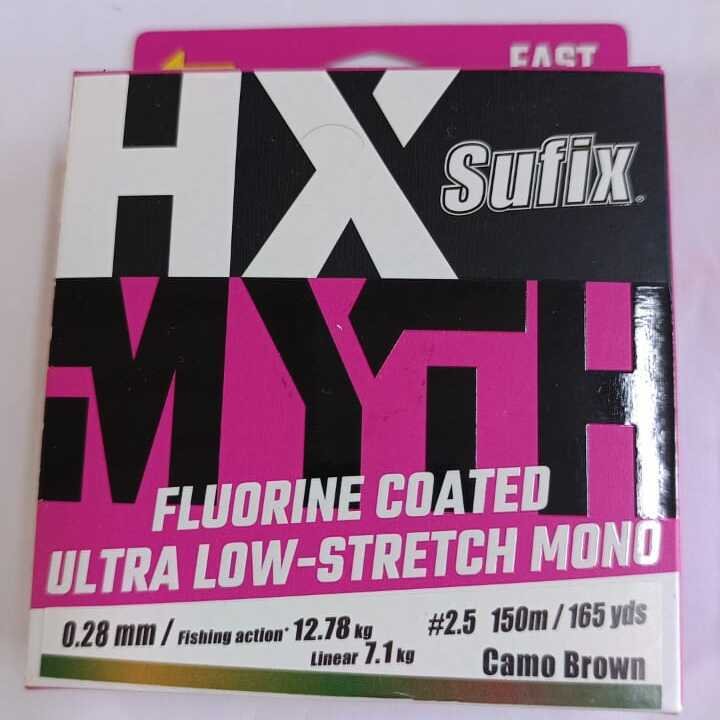 FAST
HX
Sufix®
MYTH
FLUORINE COATED
ULTRA LOW-STRETCH MONO
0.28 mm / Fishing action* 12.78 kg #2.5 150m / 165 yds
Linear 7.1 kg Camo Brown